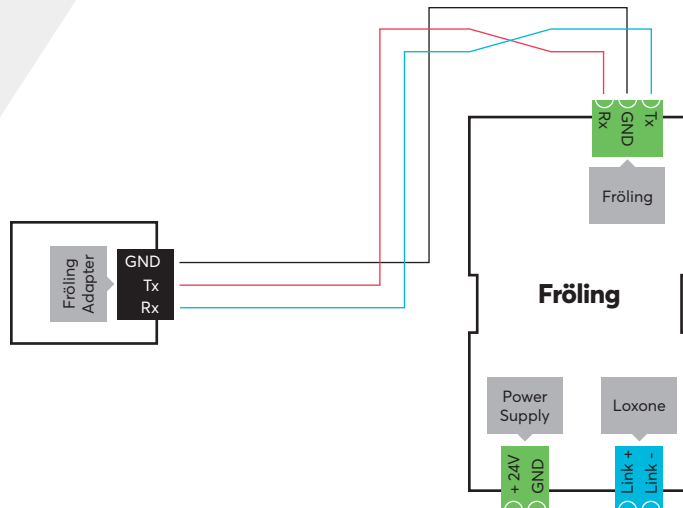 Rx
GND
Tx
Fröling
Fröling
Adapter
GND
Tx
Rx
Fröling
Power
Supply
Loxone
+ 24V
GND
Link +
Link -